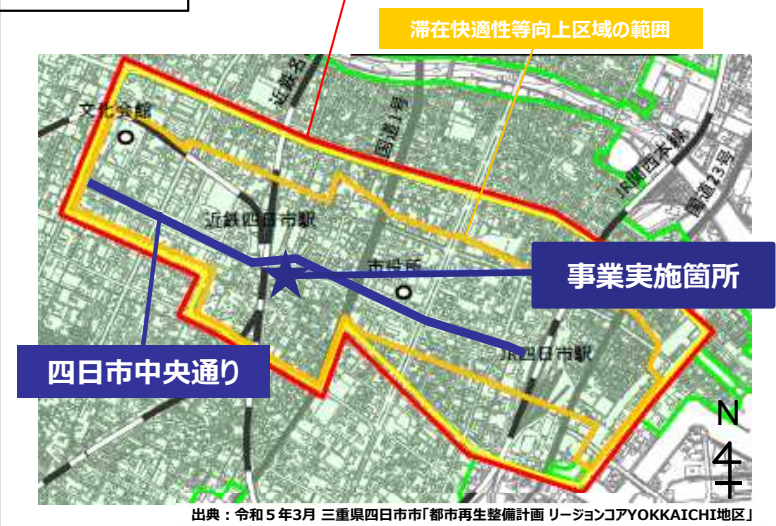 滞在快適性等向上区域の範囲
文化会館
近鉄名
国道1号
JR関西本線
国道23号
近鉄四日市駅
市役所
事業実施箇所
JR四日市駅
四日市中央通り
N
出典：令和５年3月 三重県四日市市「都市再生整備計画 リージョンコアYOKKAICHI地区」